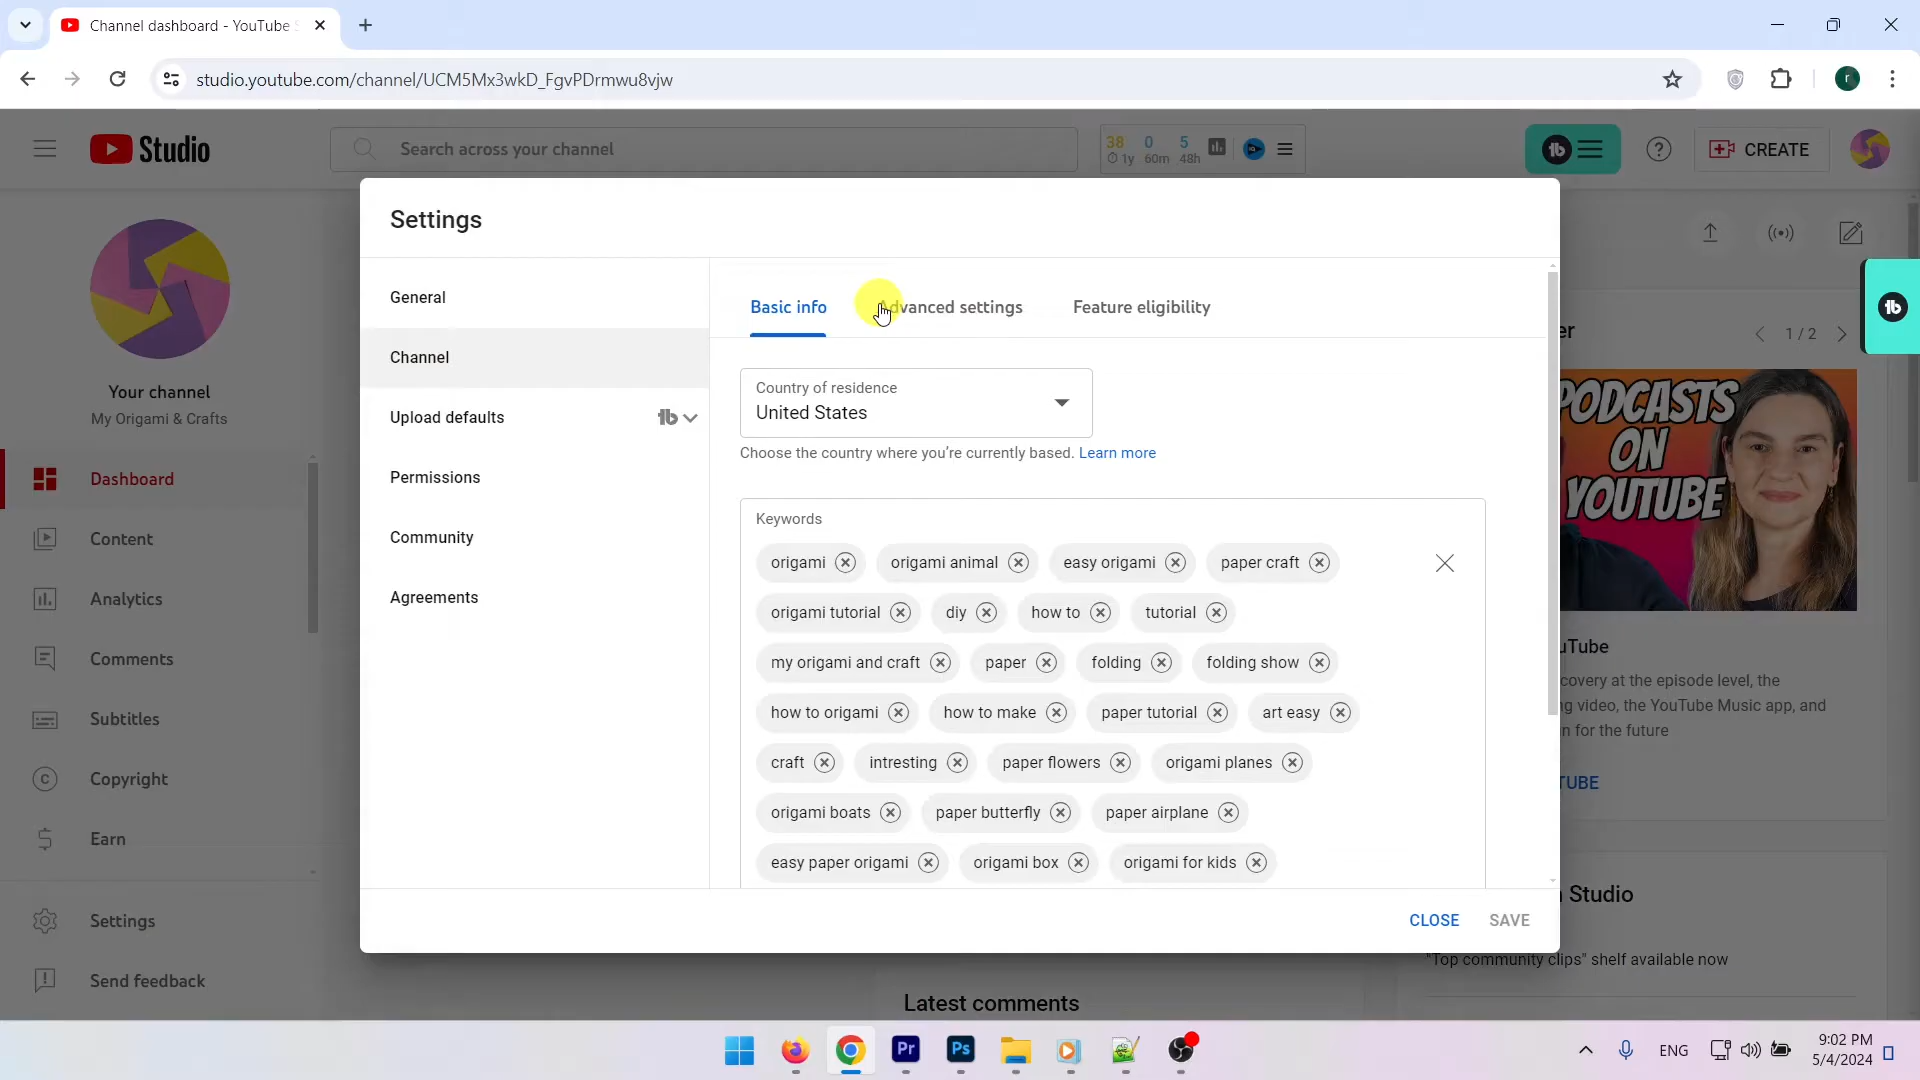 Channel dashboard - YouTube S
studio.youtube.com/channel/UCM5Mx3wkD_FgvPDrmwu8vjw
r
Studio
Search across your channel
38 0 5
1y 60m 48h
CREATE
Settings
General
Channel
Upload defaults
Permissions
Community
Agreements
Basic info
Advanced settings
Feature eligibility
Country of residence
United States
Choose the country where you're currently based. Learn more
Keywords
origami origami animal easy origami paper craft
origami tutorial diy how to tutorial
my origami and craft paper folding folding show
how to origami how to make paper tutorial art easy
craft intresting paper flowers origami planes
origami boats paper butterfly paper airplane
easy paper origami origami box origami for kids
CLOSE SAVE
Your channel
My Origami & Crafts
Dashboard
Content
Analytics
Comments
Subtitles
Copyright
Earn
Settings
Send feedback
er
1 / 2
PODCASTS
ON
YOUTUBE
uTube
covery at the episode level, the
ng video, the YouTube Music app, and
n for the future
TUBE
n Studio
"Top community clips" shelf available now
Latest comments
Pr
Ps
ENG
9:02 PM
5/4/2024